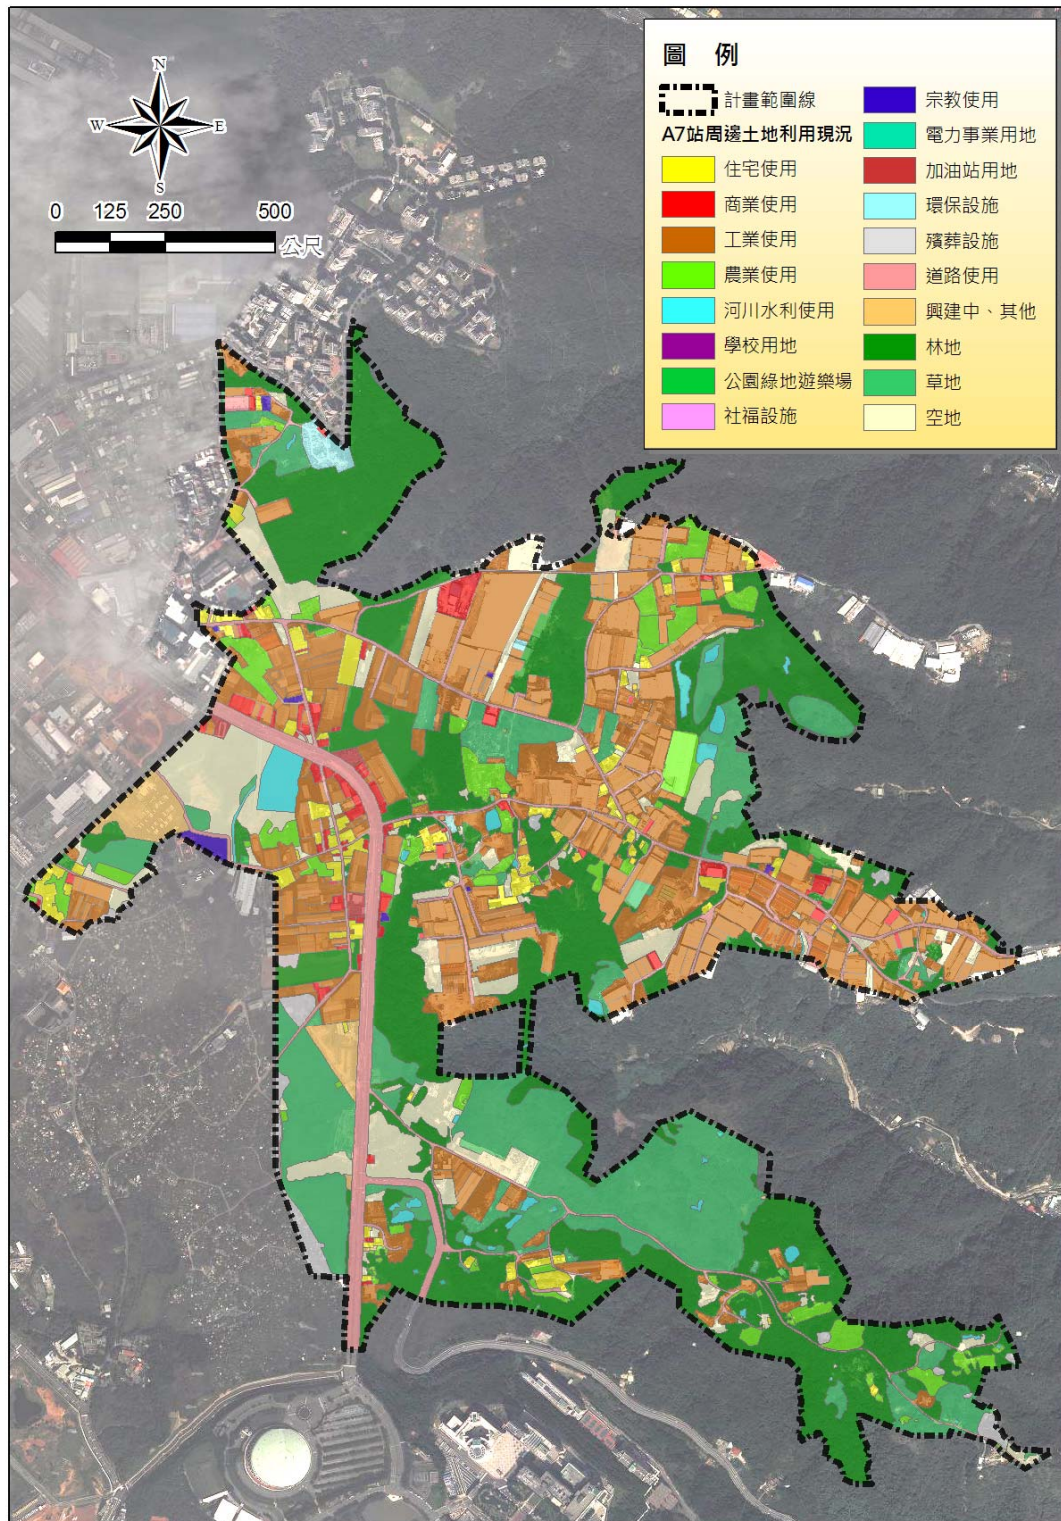 N
W E
S
0 125 250 500
公尺
圖 例
計畫範圍線
A7站周邊土地利用現況
住宅使用
商業使用
工業使用
農業使用
河川水利使用
學校用地
公園綠地遊樂場
社福設施
宗教使用
電力事業用地
加油站用地
環保設施
殯葬設施
道路使用
興建中、其他
林地
草地
空地